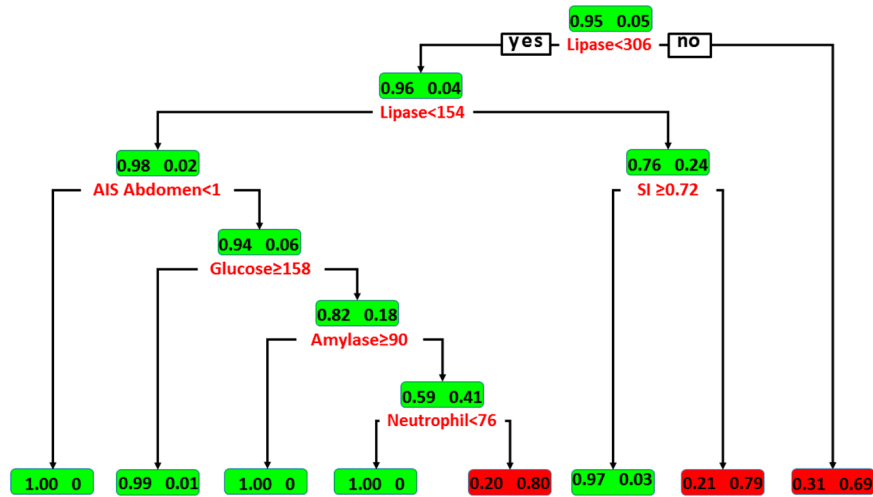 0.95 0.05
yes Lipase<306 no
0.96 0.04
Lipase<154
0.98 0.02
0.76 0.24
AIS Abdomen<1
SI ≥0.72
0.94 0.06
Glucose≥158
0.82 0.18
Amylase≥90
0.59 0.41
Neutrophil<76
1.00 0
0.99 0.01
1.00 0
1.00 0
0.20 0.80
0.97 0.03
0.21 0.79
0.31 0.69